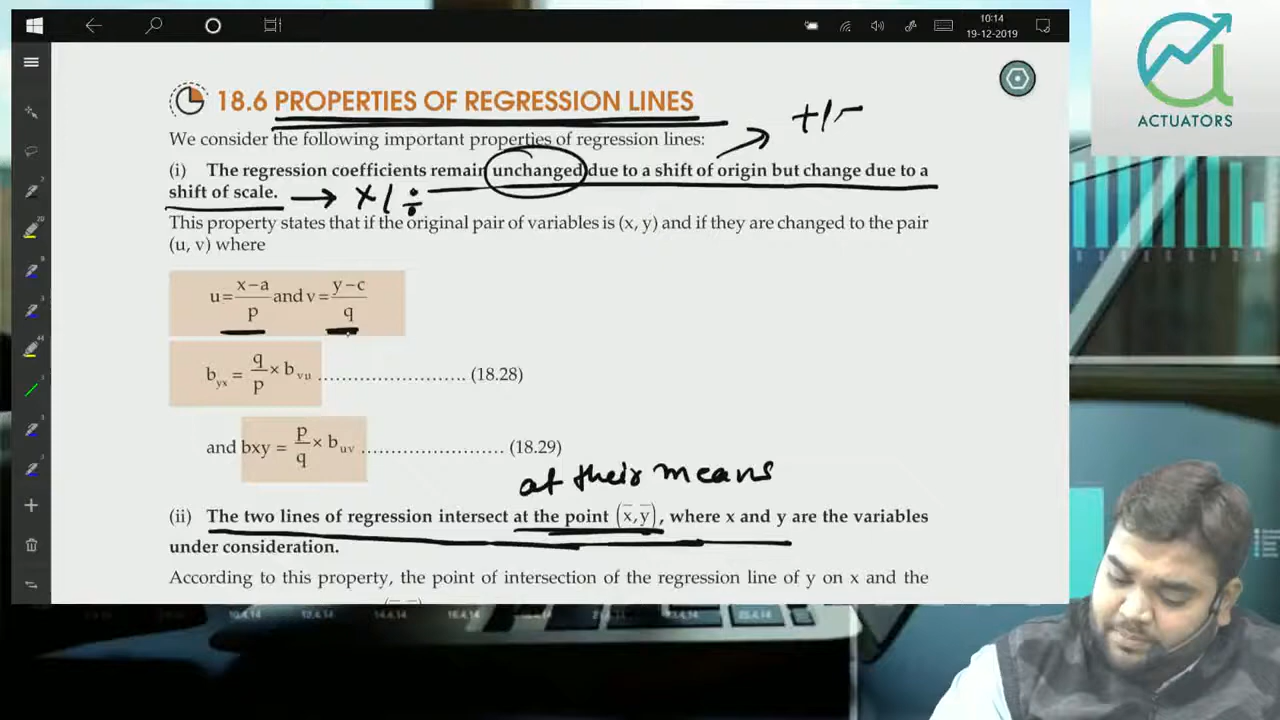 10:14
19-12-2019
ACTUATORS
18.6 PROPERTIES OF REGRESSION LINES
+/-
We consider the following important properties of regression lines:
(i) The regression coefficients remain unchanged due to a shift of origin but change due to a
shift of scale. → × / ÷
This property states that if the original pair of variables is (x, y) and if they are changed to the pair
(u, v) where
u = x – a / p and v = y – c / q
b yx = q / p × b vu .......................... (18.28)
and bxy = p / q × b uv ......................... (18.29)
at their means
(ii) The two lines of regression intersect at the point (x̄, ȳ), where x and y are the variables
under consideration.
According to this property, the point of intersection of the regression line of y on x and the